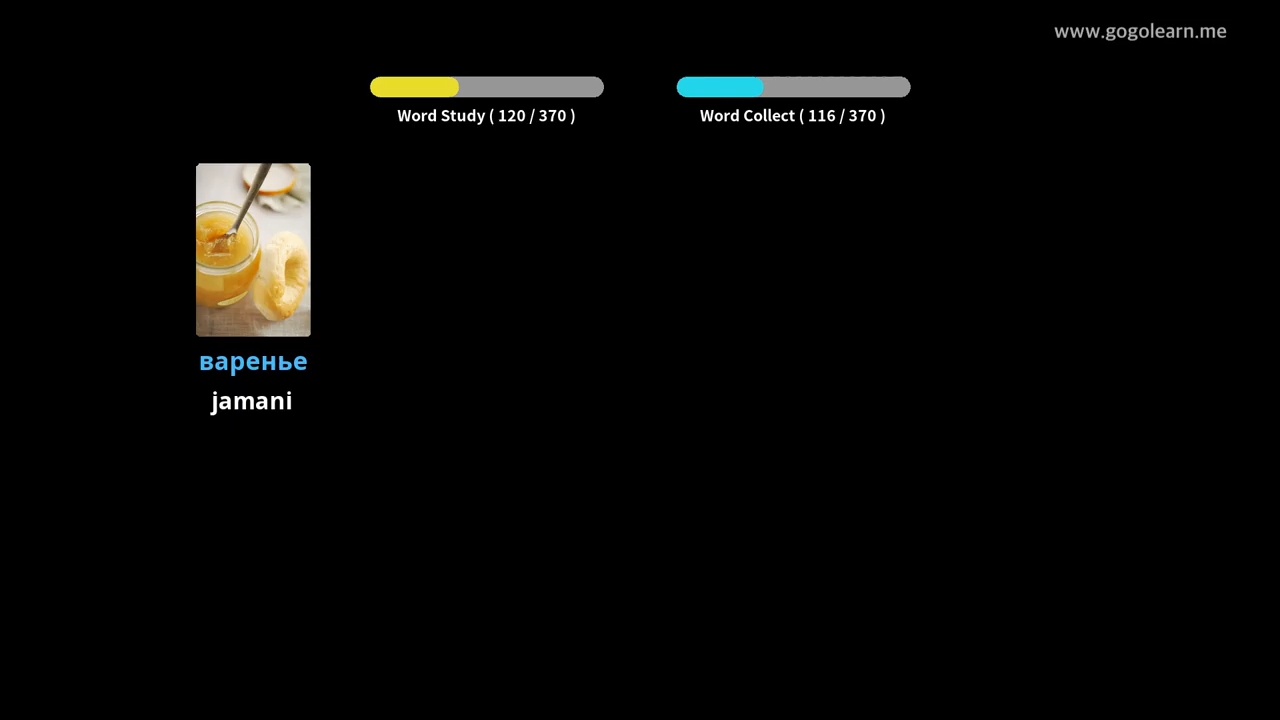 www.gogolearn.me
Word Study ( 120 / 370 )
Word Collect ( 116 / 370 )
варенье
jamani